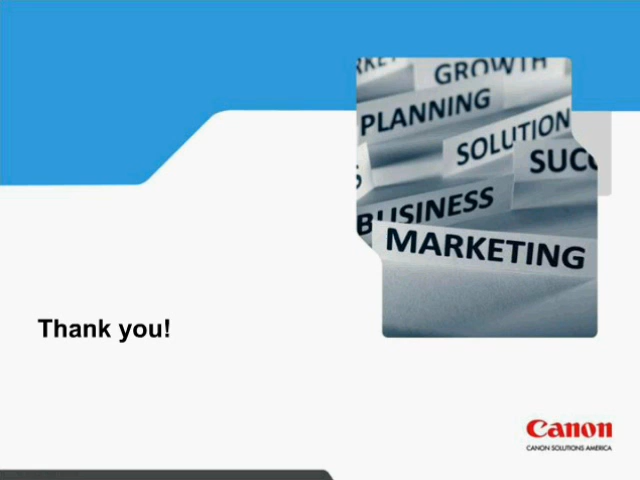 GROWTH
PLANNING
SOLUTION
BUSINESS
MARKETING
Thank you!
Canon
CANON SOLUTIONS AMERICA